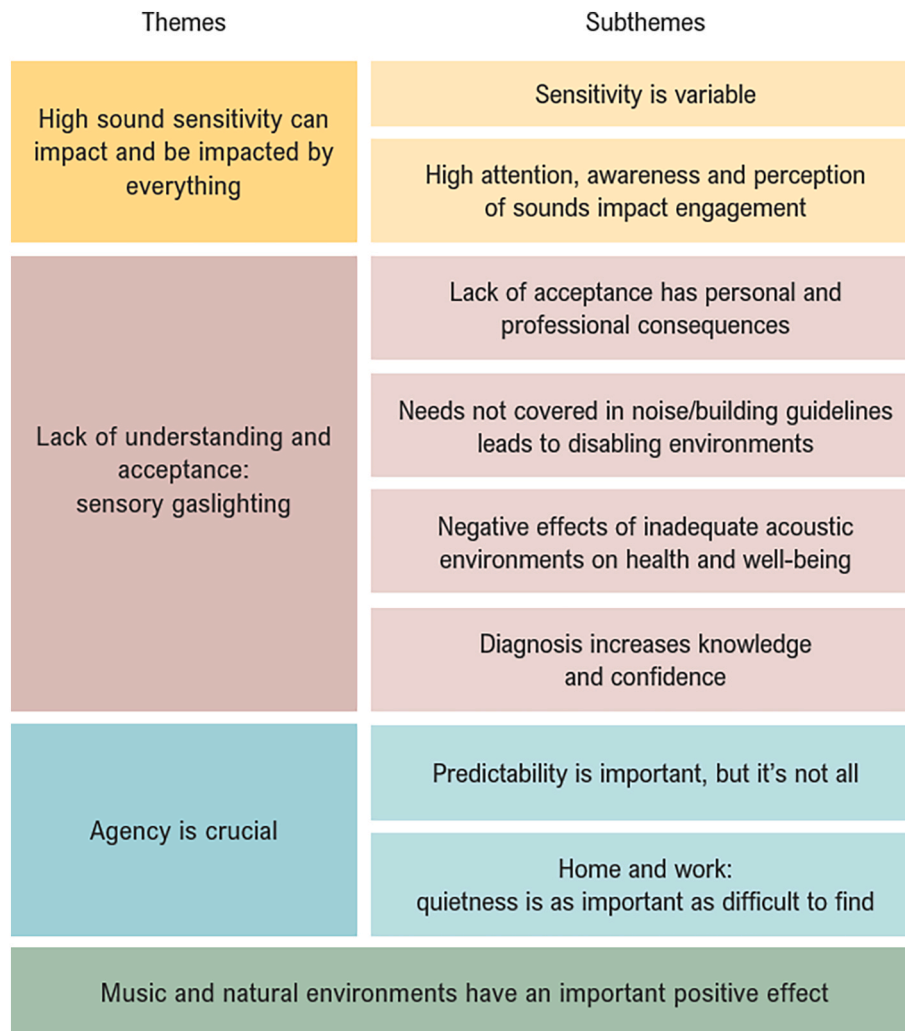 Themes
Subthemes
High sound sensitivity can
impact and be impacted by
everything
Sensitivity is variable
High attention, awareness and perception
of sounds impact engagement
Lack of understanding and
acceptance:
sensory gaslighting
Lack of acceptance has personal and
professional consequences
Needs not covered in noise/building guidelines
leads to disabling environments
Negative effects of inadequate acoustic
environments on health and well-being
Diagnosis increases knowledge
and confidence
Agency is crucial
Predictability is important, but it’s not all
Home and work:
quietness is as important as difficult to find
Music and natural environments have an important positive effect